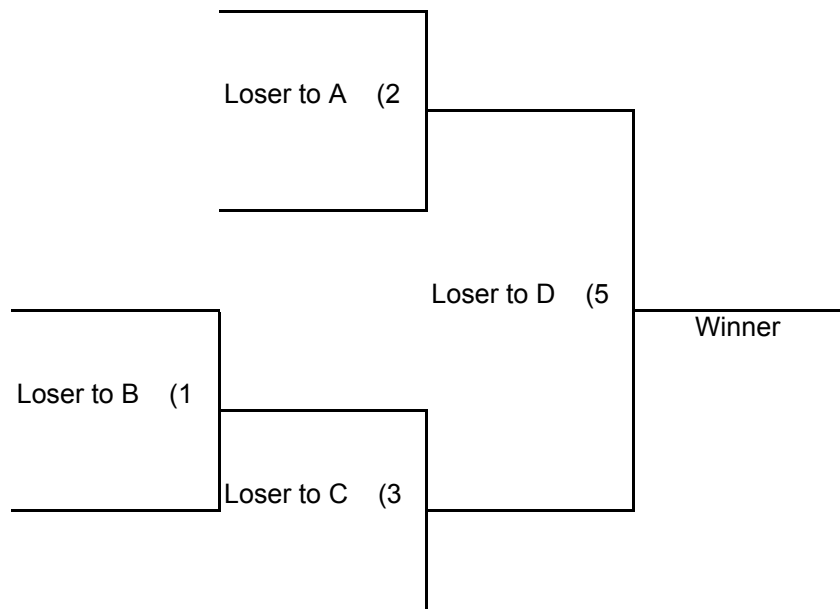 Loser to A (2
Loser to D (5
Winner
Loser to B (1
Loser to C (3